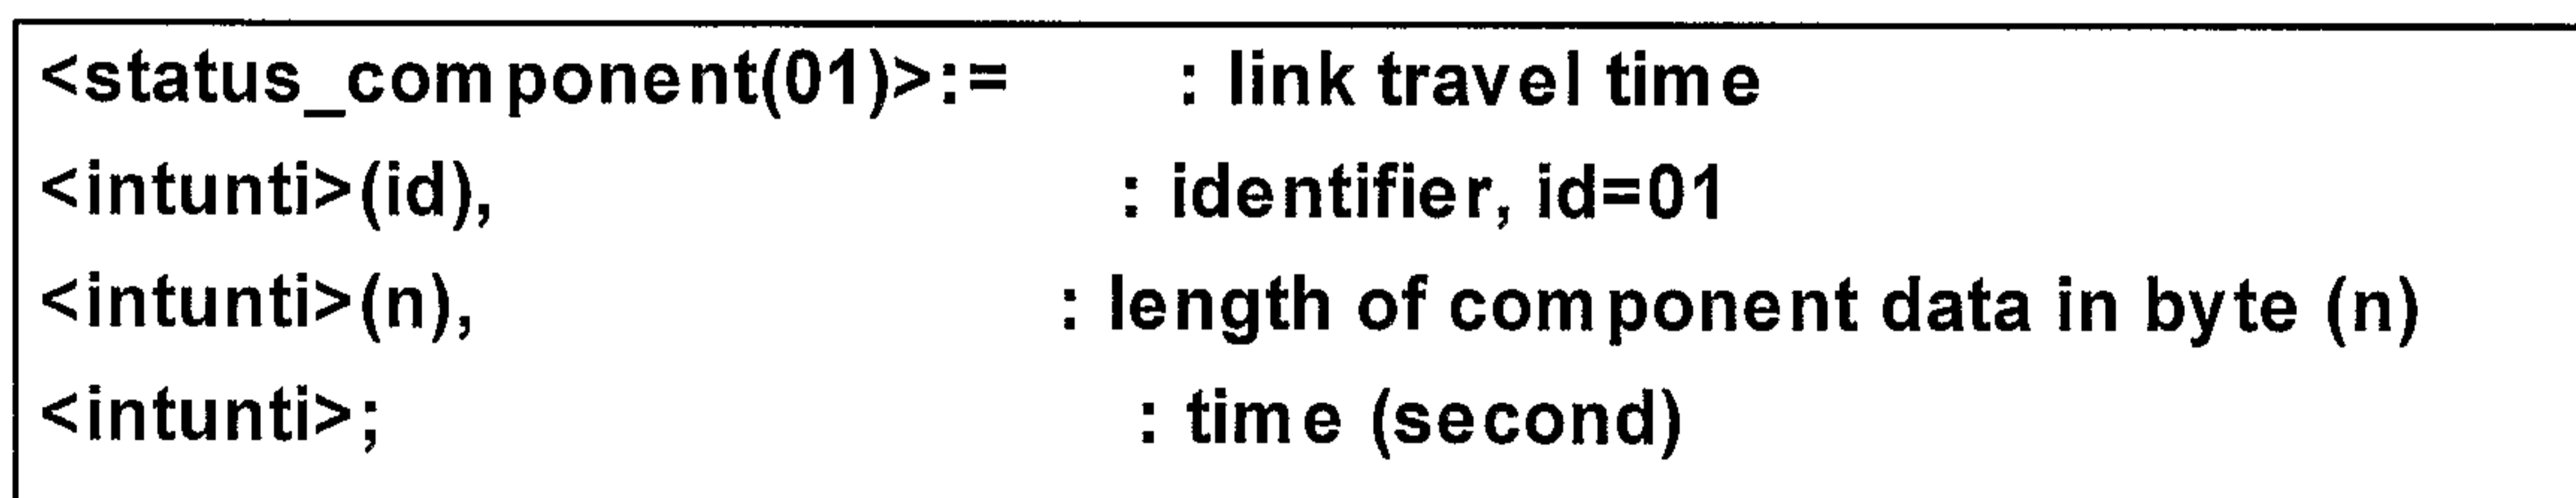 <status_component(01)>:= : link travel time
<intunti>(id), : identifier, id=01
<intunti>(n), : length of component data in byte (n)
<intunti>; : time (second)